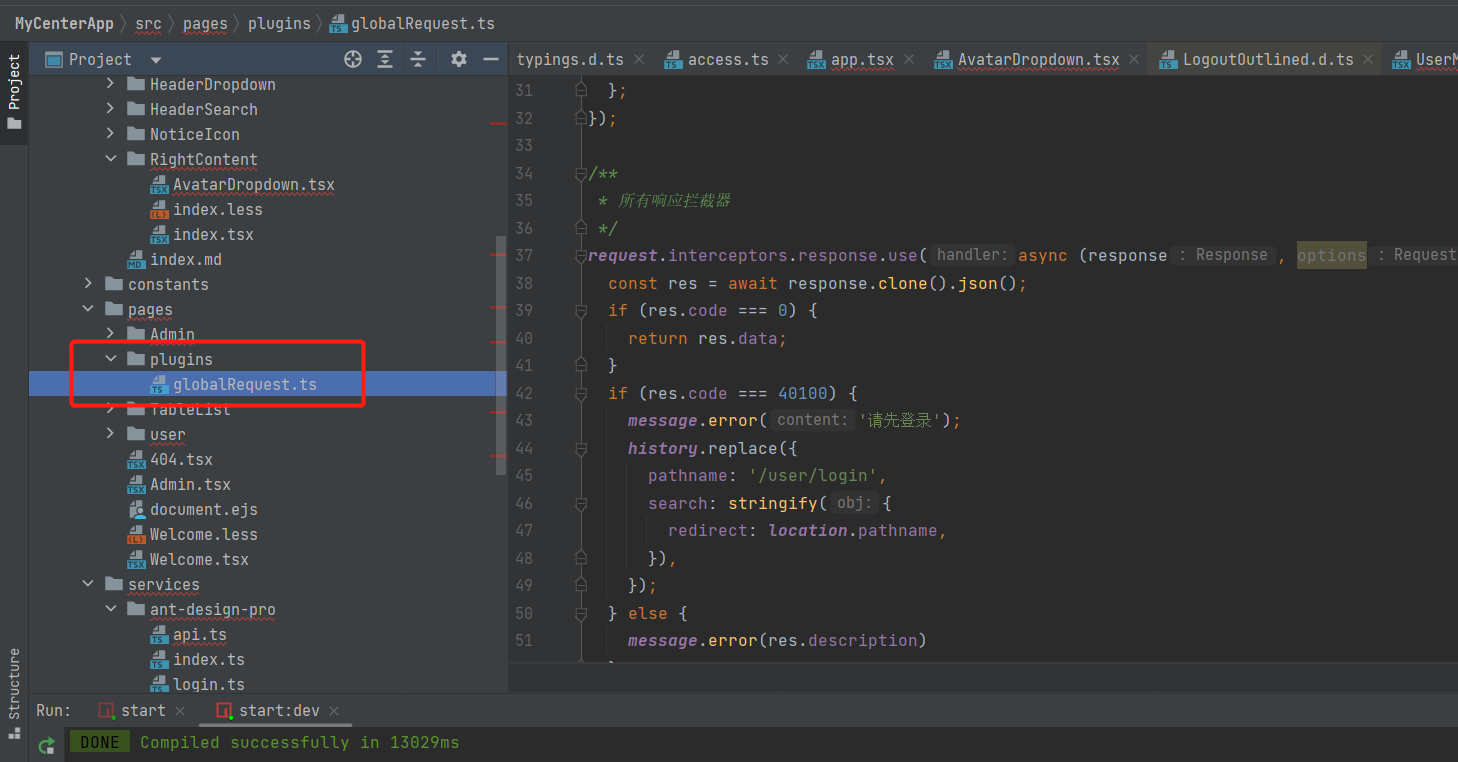 MyCenterApp src pages plugins globalRequest.ts
Project
Project
typings.d.ts access.ts app.tsx AvatarDropdown.tsx LogoutOutlined.d.ts UserM
HeaderDropdown
HeaderSearch
NoticeIcon
RightContent
AvatarDropdown.tsx
index.less
index.tsx
index.md
constants
pages
Admin
plugins
globalRequest.ts
TableList
user
404.tsx
Admin.tsx
document.ejs
Welcome.less
Welcome.tsx
services
ant-design-pro
api.ts
index.ts
login.ts
31 };
32 });
33
34 /**
35 * 所有响应拦截器
36 */
37 request.interceptors.response.use( handler: async (response : Response , options : Request
38 const res = await response.clone().json();
39 if (res.code === 0) {
40 return res.data;
41 }
42 if (res.code === 40100) {
43 message.error( content: '请先登录');
44 history.replace({
45 pathname: '/user/login',
46 search: stringify( obj: {
47 redirect: location.pathname,
48 }),
49 });
50 } else {
51 message.error(res.description)
Structure
Run: start start:dev
DONE Compiled successfully in 13029ms